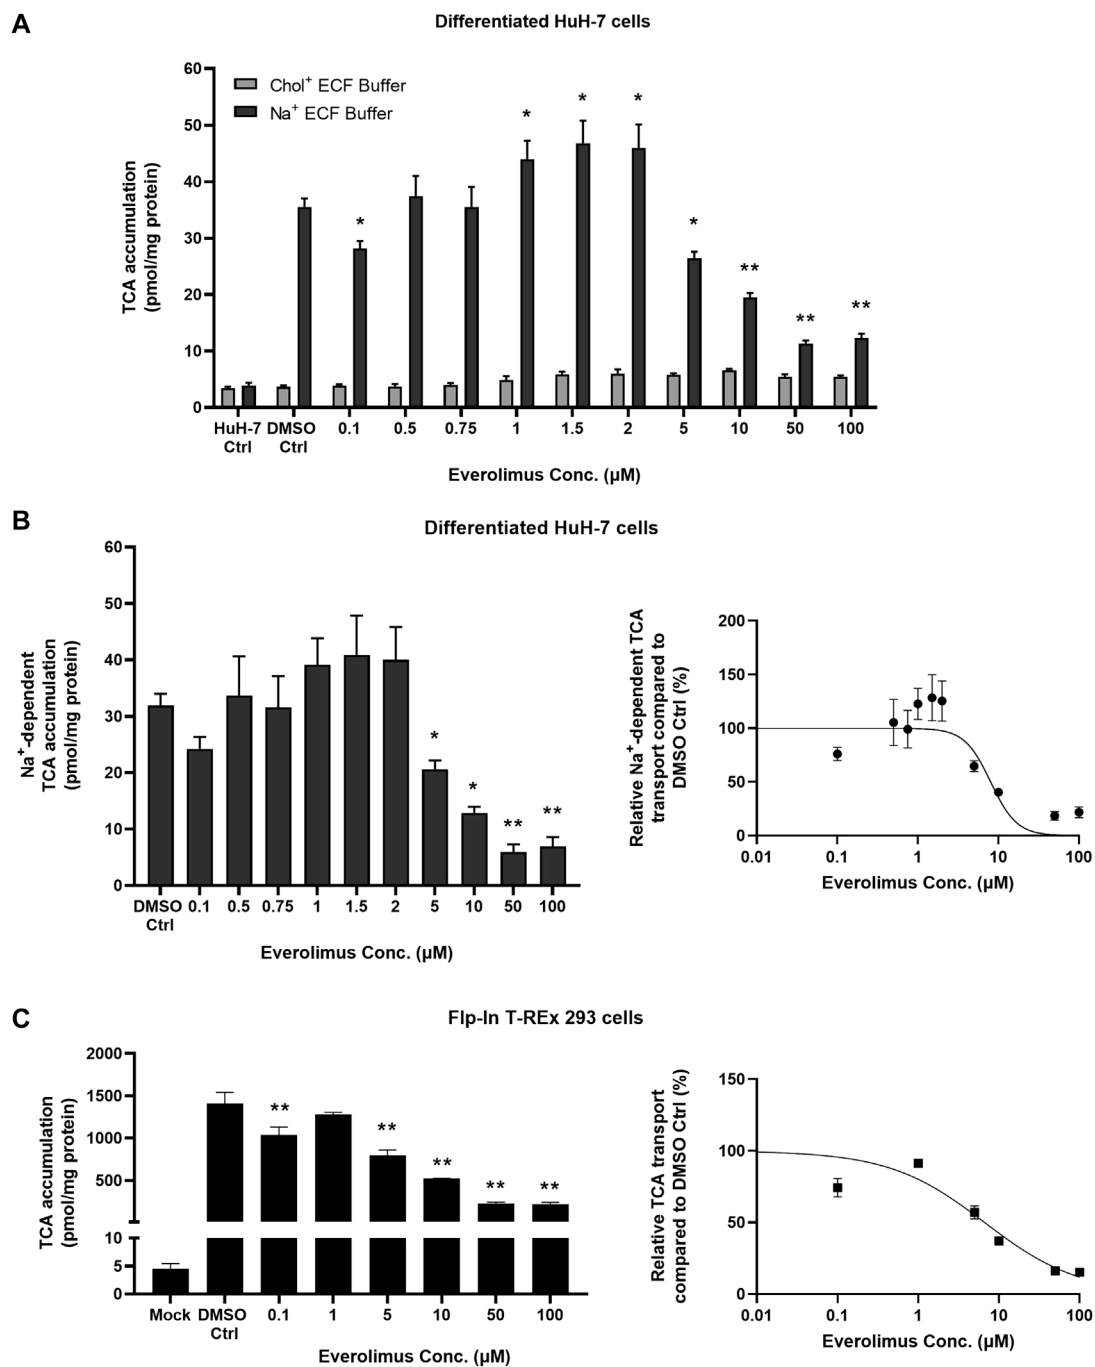 A
Differentiated HuH-7 cells
TCA accumulation
(pmol/mg protein)
60
50
40
30
20
10
0
Chol⁺ ECF Buffer
Na⁺ ECF Buffer
*
*
*
*
*
**
**
**
HuH-7 DMSO 0.1 0.5 0.75 1 1.5 2 5 10 50 100
Ctrl Ctrl
Everolimus Conc. (µM)
B
Differentiated HuH-7 cells
Na⁺-dependent
TCA accumulation
(pmol/mg protein)
60
50
40
30
20
10
0
*
*
**
**
DMSO 0.1 0.5 0.75 1 1.5 2 5 10 50 100
Ctrl
Everolimus Conc. (µM)
Relative Na⁺-dependent TCA
transport compared to
DMSO Ctrl (%)
200
150
100
50
0
0.01 0.1 1 10 100
Everolimus Conc. (µM)
C
Flp-In T-REx 293 cells
TCA accumulation
(pmol/mg protein)
2000
1500
1000
500
10
5
0
**
**
**
**
**
Mock DMSO 0.1 1 5 10 50 100
Ctrl
Everolimus Conc. (µM)
Relative TCA transport
compared to DMSO Ctrl (%)
150
100
50
0
0.01 0.1 1 10 100
Everolimus Conc. (µM)